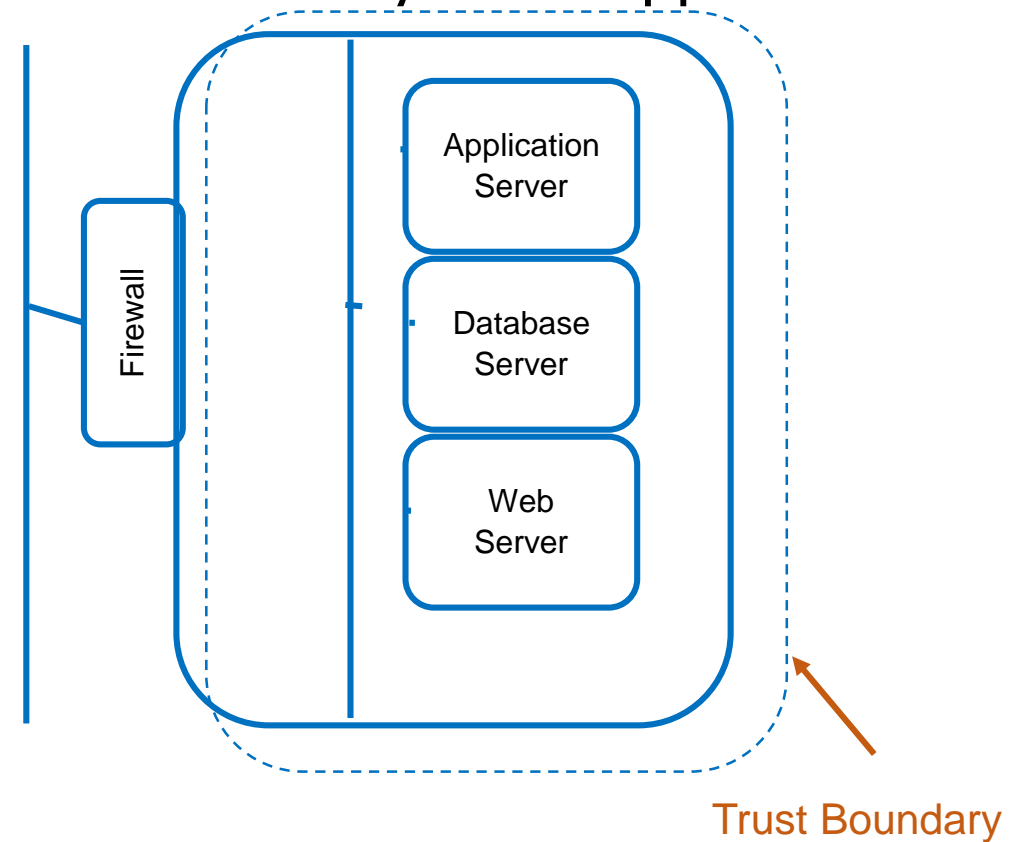 Application
Server
Firewall
Database
Server
Web
Server
Trust Boundary